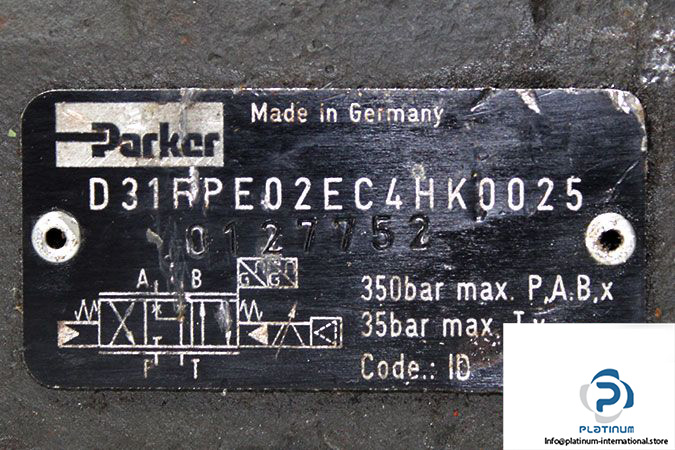 Parker
Made in Germany
D31RPE02EC4HK0025
0127752
A B
G G
350bar max. P,A.B,x
P T
35bar max. T,y
Code.: ID
PLATINUM
Info@platinum-international.store